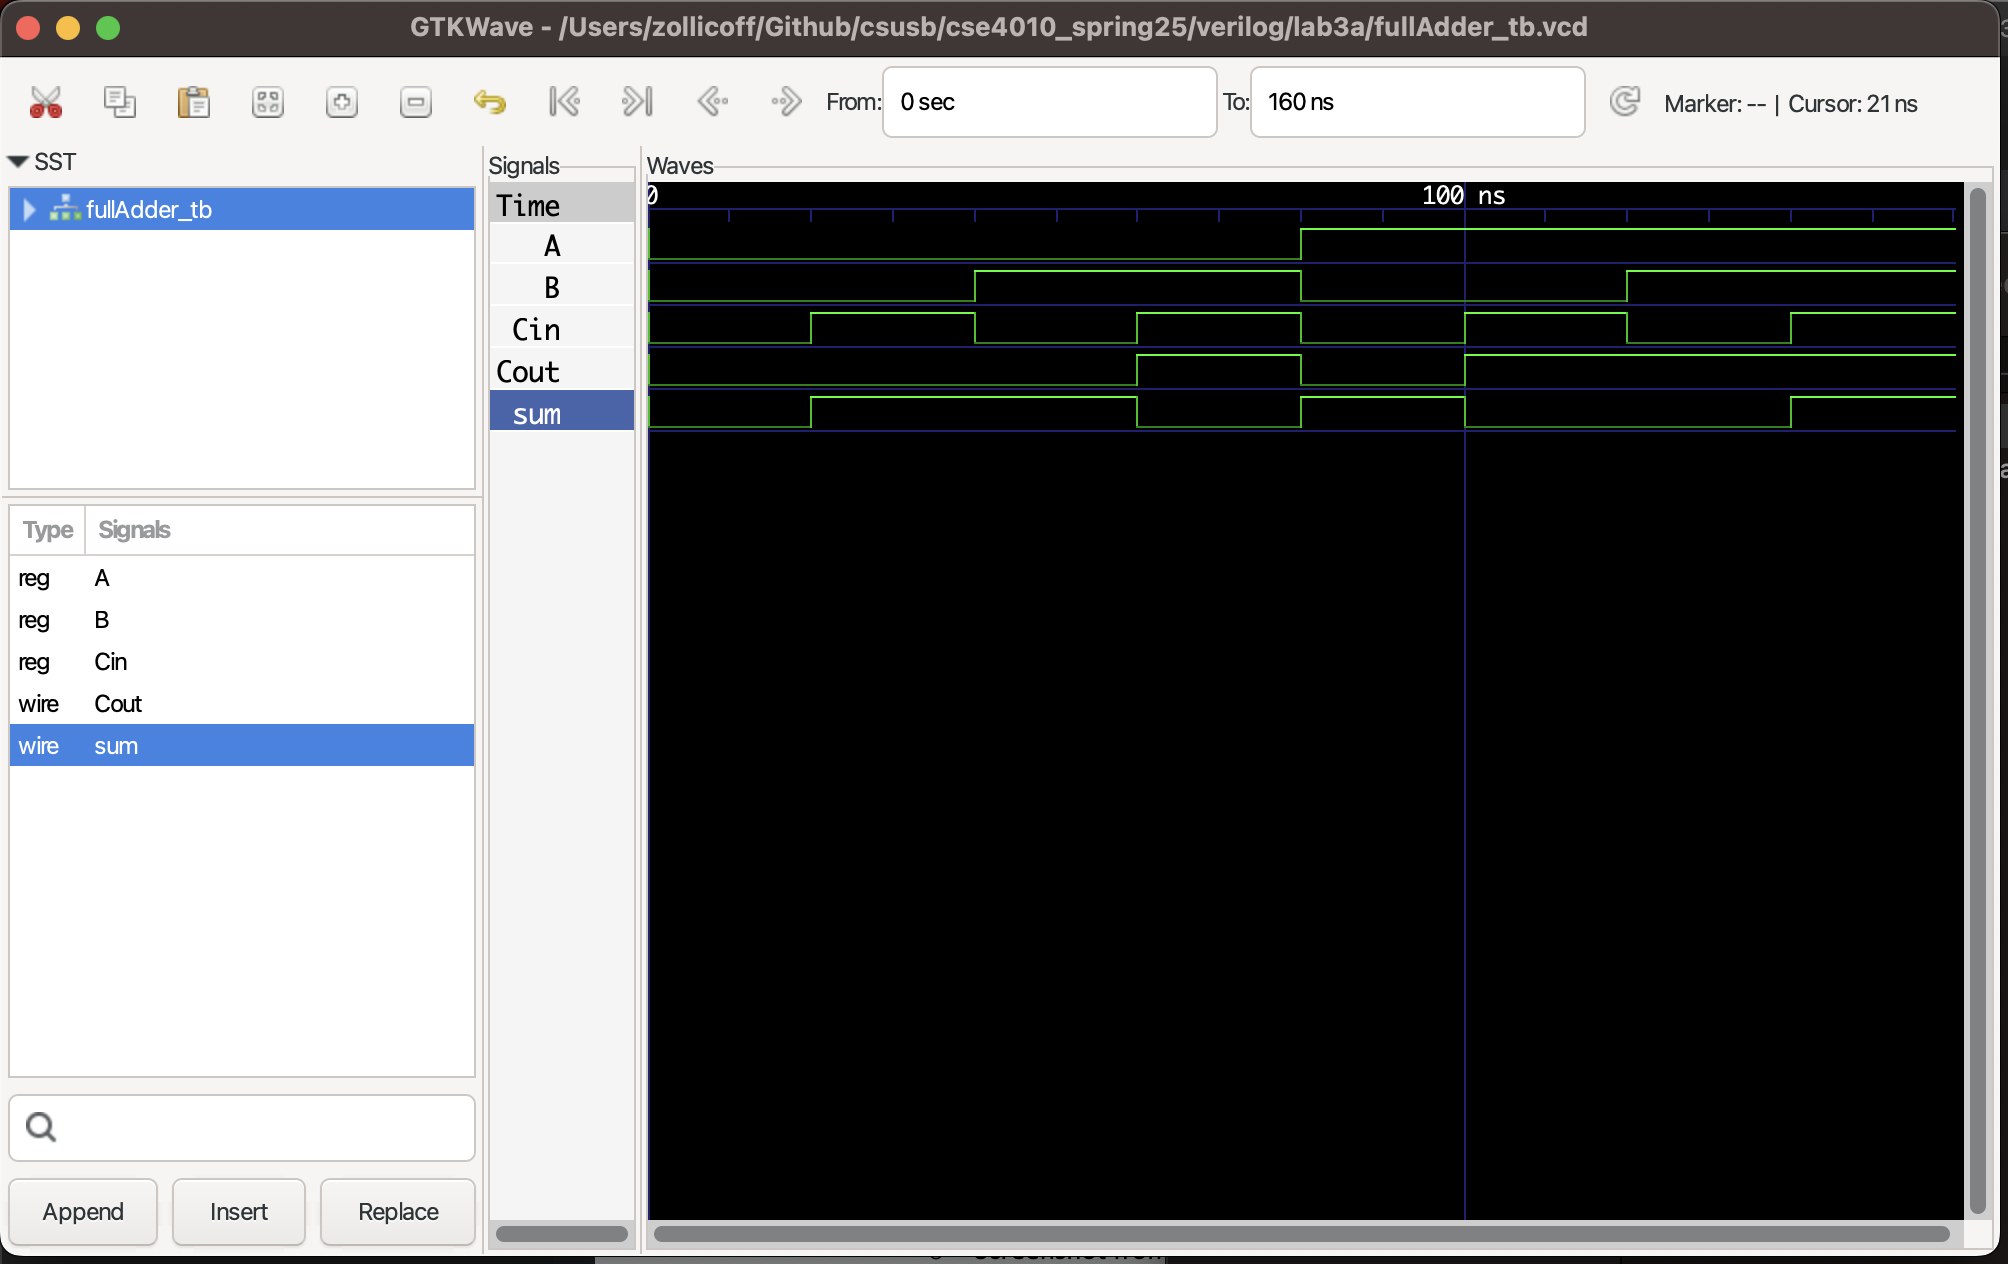 GTKWave - /Users/zollicoff/Github/csusb/cse4010_spring25/verilog/lab3a/fullAdder_tb.vcd
From: 0 sec To: 160 ns Marker: -- | Cursor: 21 ns
SST
fullAdder_tb
Type Signals
reg A
reg B
reg Cin
wire Cout
wire sum
Append Insert Replace
Signals
Time
A
B
Cin
Cout
sum
Waves
0 100 ns